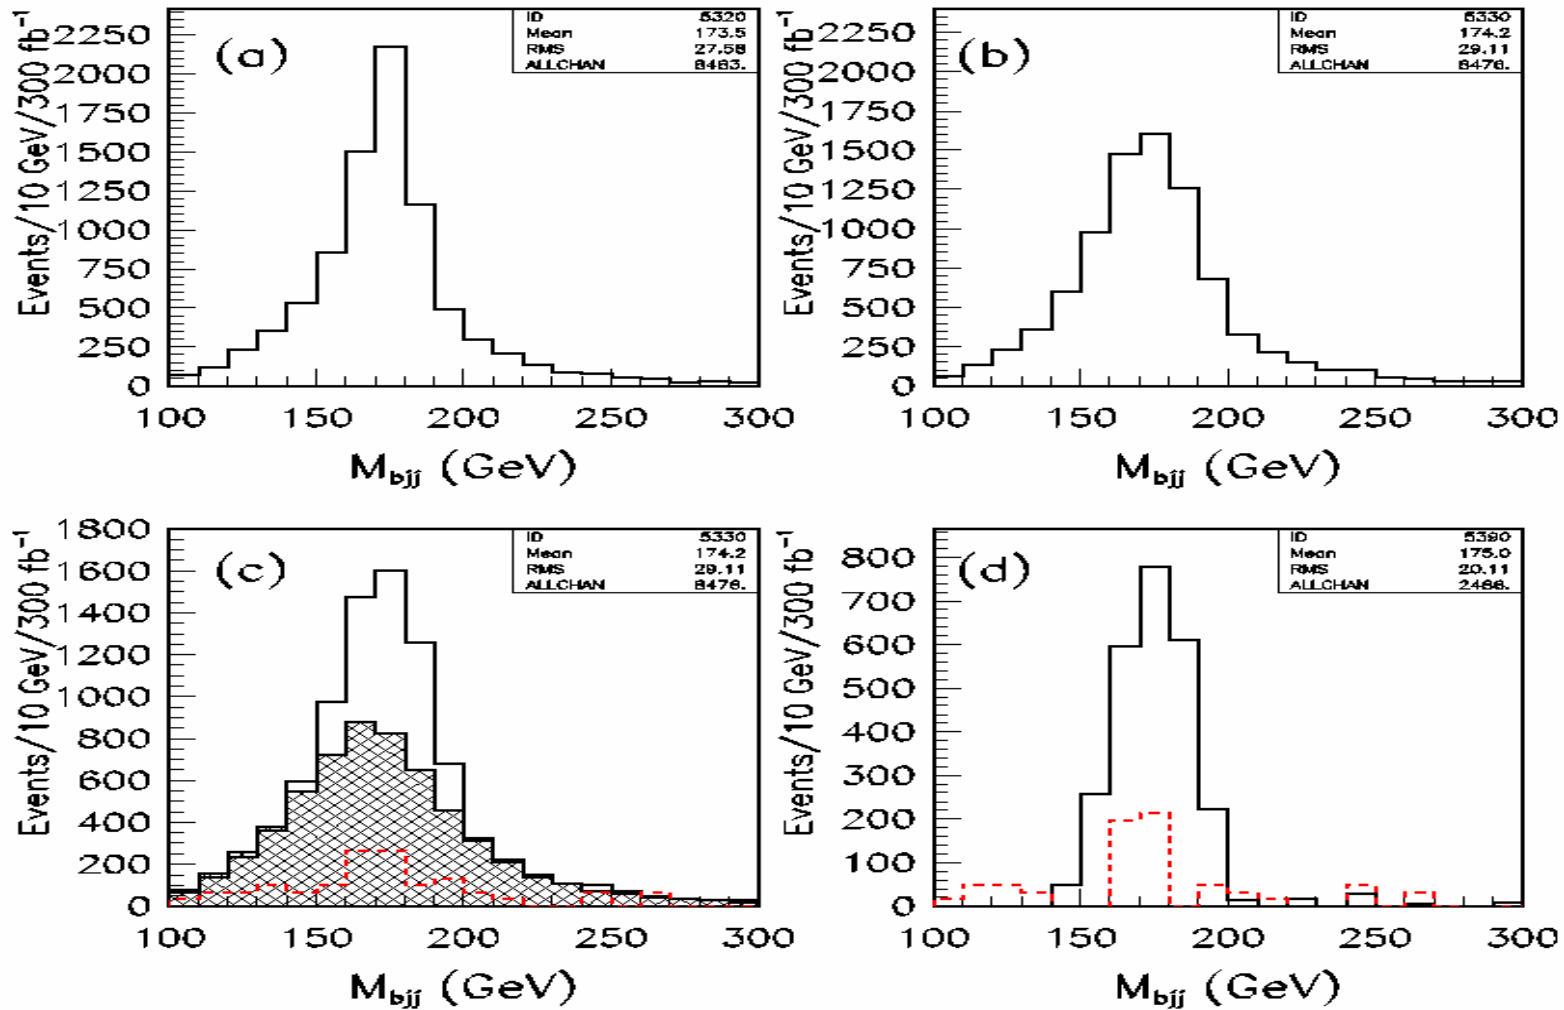 (a)
ID 5320
Mean 173.5
RMS 27.58
ALLCHAN 8463.
Events/10 GeV/300 fb⁻¹
2250
2000
1750
1500
1250
1000
750
500
250
0
100 150 200 250 300
M_bjj (GeV)
(b)
ID 5330
Mean 174.2
RMS 29.11
ALLCHAN 8476.
Events/10 GeV/300 fb⁻¹
2250
2000
1750
1500
1250
1000
750
500
250
0
100 150 200 250 300
M_bjj (GeV)
(c)
ID 5330
Mean 174.2
RMS 29.11
ALLCHAN 8476.
Events/10 GeV/300 fb⁻¹
1800
1600
1400
1200
1000
800
600
400
200
0
100 150 200 250 300
M_bjj (GeV)
(d)
ID 5390
Mean 175.0
RMS 20.11
ALLCHAN
Events/10 GeV/300 fb⁻¹
800
700
600
500
400
300
200
100
0
100 150 200 250 300
M_bjj (GeV)